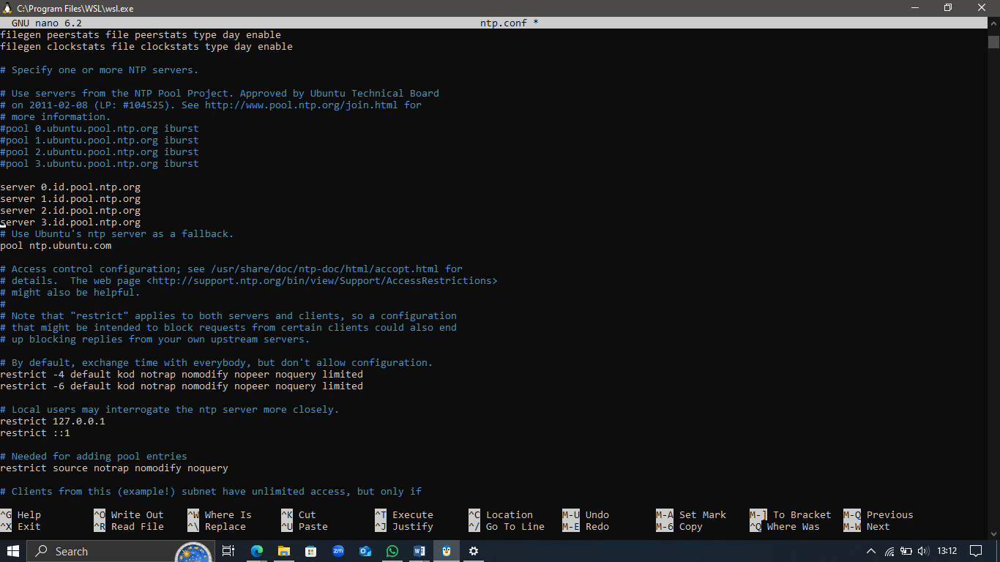 C:\Program Files\WSL\wsl.exe
GNU nano 6.2 ntp.conf *
filegen peerstats file peerstats type day enable
filegen clockstats file clockstats type day enable
# Specify one or more NTP servers.
# Use servers from the NTP Pool Project. Approved by Ubuntu Technical Board
# on 2011-02-08 (LP: #104525). See http://www.pool.ntp.org/join.html for
# more information.
#pool 0.ubuntu.pool.ntp.org iburst
#pool 1.ubuntu.pool.ntp.org iburst
#pool 2.ubuntu.pool.ntp.org iburst
#pool 3.ubuntu.pool.ntp.org iburst
server 0.id.pool.ntp.org
server 1.id.pool.ntp.org
server 2.id.pool.ntp.org
server 3.id.pool.ntp.org
# Use Ubuntu's ntp server as a fallback.
pool ntp.ubuntu.com
# Access control configuration; see /usr/share/doc/ntp-doc/html/accopt.html for
# details.  The web page <http://support.ntp.org/bin/view/Support/AccessRestrictions>
# might also be helpful.
#
# Note that "restrict" applies to both servers and clients, so a configuration
# that might be intended to block requests from certain clients could also end
# up blocking replies from your own upstream servers.
# By default, exchange time with everybody, but don't allow configuration.
restrict -4 default kod notrap nomodify nopeer noquery limited
restrict -6 default kod notrap nomodify nopeer noquery limited
# Local users may interrogate the ntp server more closely.
restrict 127.0.0.1
restrict ::1
# Needed for adding pool entries
restrict source notrap nomodify noquery
# Clients from this (example!) subnet have unlimited access, but only if
^G Help ^O Write Out ^W Where Is ^K Cut ^T Execute ^C Location M-U Undo M-A Set Mark M-] To Bracket M-Q Previous
^X Exit ^R Read File ^\ Replace ^U Paste ^J Justify ^/ Go To Line M-E Redo M-6 Copy ^Q Where Was M-W Next
Search zm W 13:12